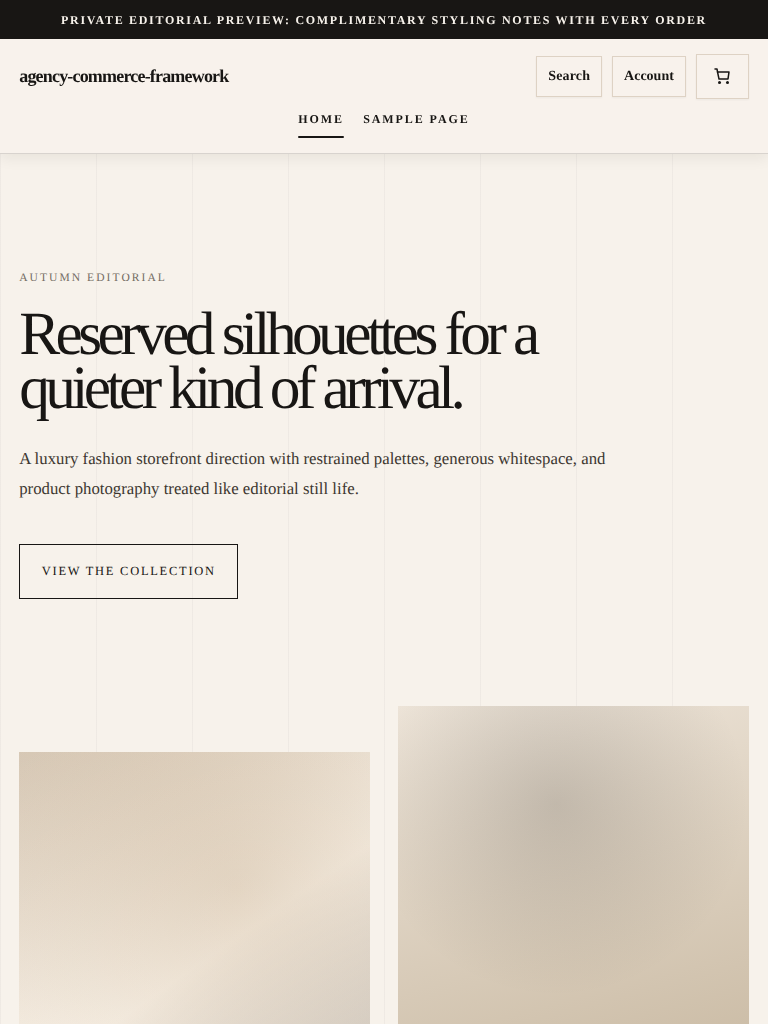 PRIVATE EDITORIAL PREVIEW: COMPLIMENTARY STYLING NOTES WITH EVERY ORDER
agency-commerce-framework
Search
Account
HOME
SAMPLE PAGE
AUTUMN EDITORIAL
Reserved silhouettes for a
quieter kind of arrival.
A luxury fashion storefront direction with restrained palettes, generous whitespace, and
product photography treated like editorial still life.
VIEW THE COLLECTION